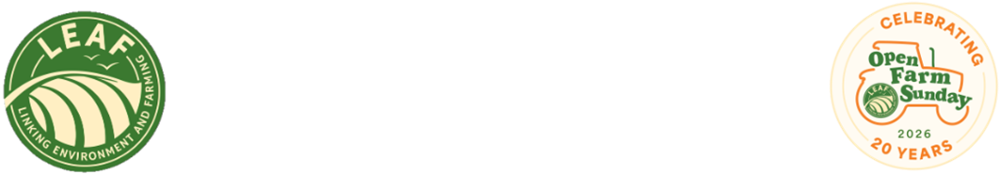 LEAF
LINKING ENVIRONMENT AND FARMING
CELEBRATING
Open
Farm
Sunday
LEAF
2026
20 YEARS